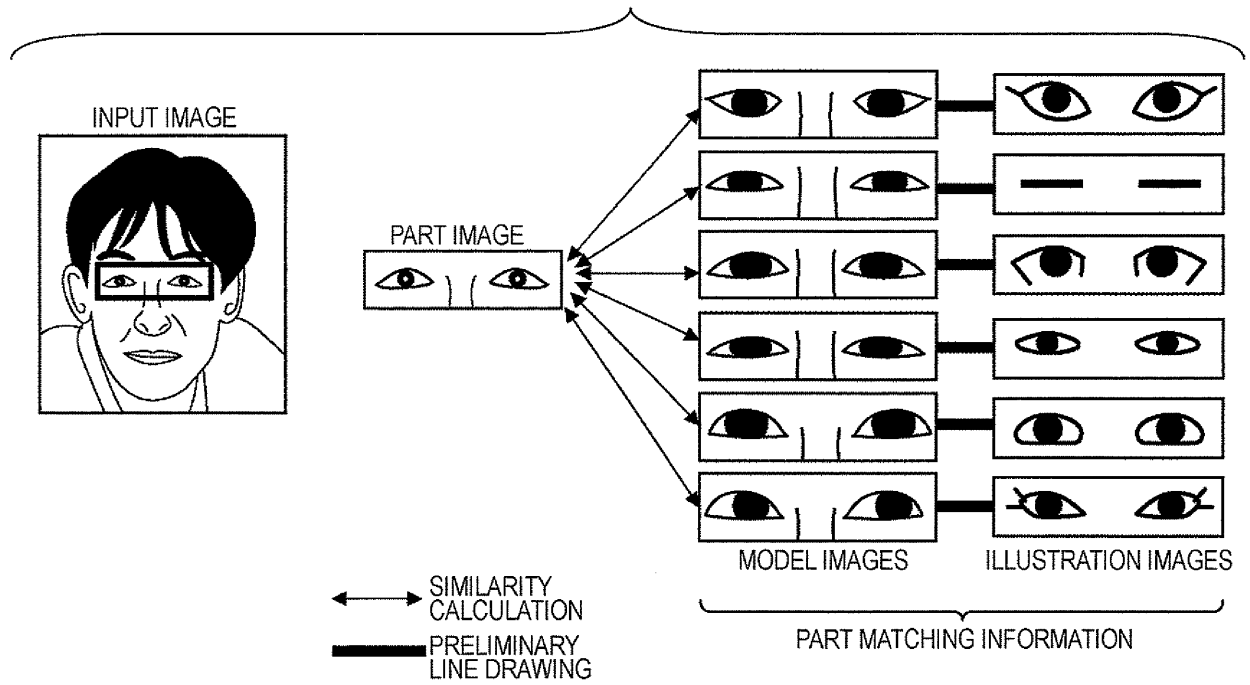 INPUT IMAGE
PART IMAGE
MODEL IMAGES
ILLUSTRATION IMAGES
SIMILARITY
CALCULATION
PRELIMINARY
LINE DRAWING
PART MATCHING INFORMATION